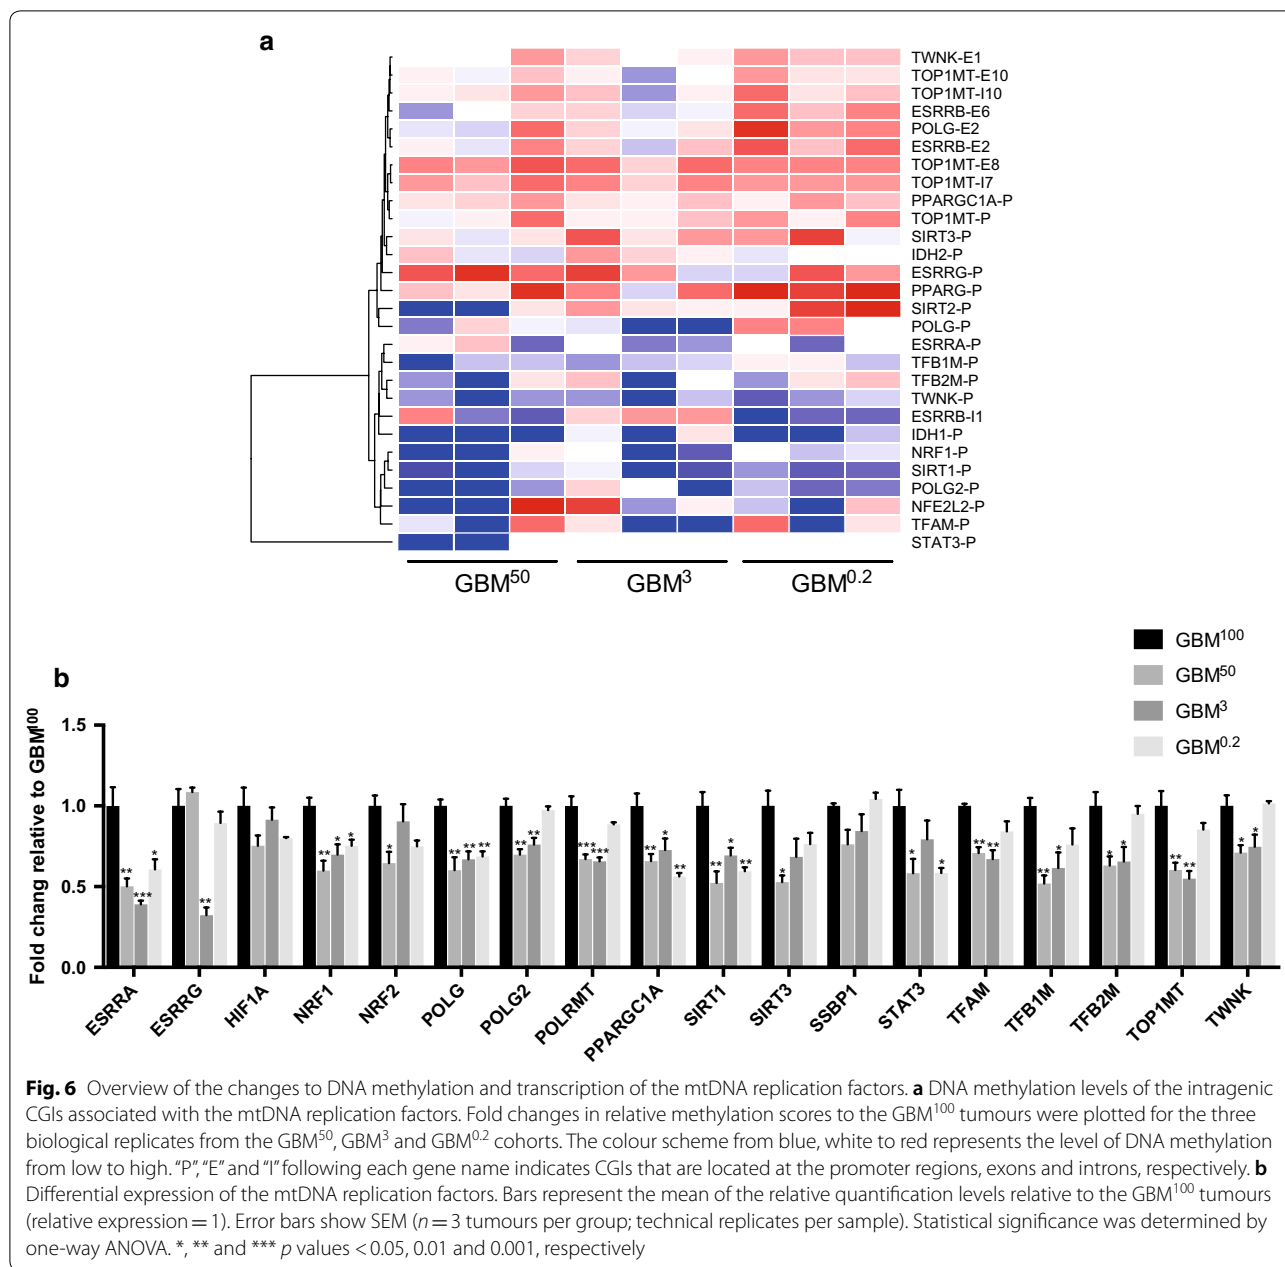 a
TWNK-E1
TOP1MT-E10
TOP1MT-I10
ESRRB-E6
POLG-E2
ESRRB-E2
TOP1MT-E8
TOP1MT-I7
PPARGC1A-P
TOP1MT-P
SIRT3-P
IDH2-P
ESRRG-P
PPARG-P
SIRT2-P
POLG-P
ESRRA-P
TFB1M-P
TFB2M-P
TWNK-P
ESRRB-I1
IDH1-P
NRF1-P
SIRT1-P
POLG2-P
NFE2L2-P
TFAM-P
STAT3-P
GBM50 GBM3 GBM0.2
b
GBM100
GBM50
GBM3
GBM0.2
Fold chang relative to GBM100
1.5
1.0
0.5
0.0
** *** *
**
** * *
*
** ** **
** **
*** ***
** * **
** * **
*
* *
** **
** *
* *
** **
* *
ESRRA ESRRG HIF1A NRF1 NRF2 POLG POLG2 POLRMT PPARGC1A SIRT1 SIRT3 SSBP1 STAT3 TFAM TFB1M TFB2M TOP1MT TWNK
Fig. 6 Overview of the changes to DNA methylation and transcription of the mtDNA replication factors. a DNA methylation levels of the intragenic
CGIs associated with the mtDNA replication factors. Fold changes in relative methylation scores to the GBM100 tumours were plotted for the three
biological replicates from the GBM50, GBM3 and GBM0.2 cohorts. The colour scheme from blue, white to red represents the level of DNA methylation
from low to high. “P”, “E” and “I” following each gene name indicates CGIs that are located at the promoter regions, exons and introns, respectively. b
Differential expression of the mtDNA replication factors. Bars represent the mean of the relative quantification levels relative to the GBM100 tumours
(relative expression = 1). Error bars show SEM (n = 3 tumours per group; technical replicates per sample). Statistical significance was determined by
one-way ANOVA. *, ** and *** p values < 0.05, 0.01 and 0.001, respectively